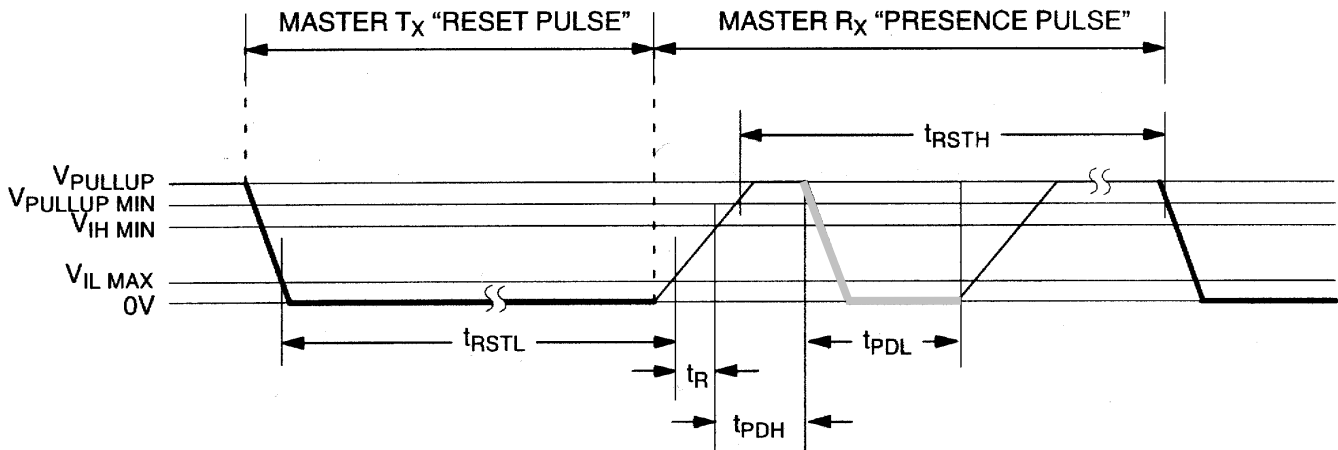 MASTER TX "RESET PULSE" MASTER RX "PRESENCE PULSE"
tRSTH
VPULLUP
VPULLUP MIN
VIH MIN
VIL MAX
0V
tRSTL
tPDL
tR
tPDH